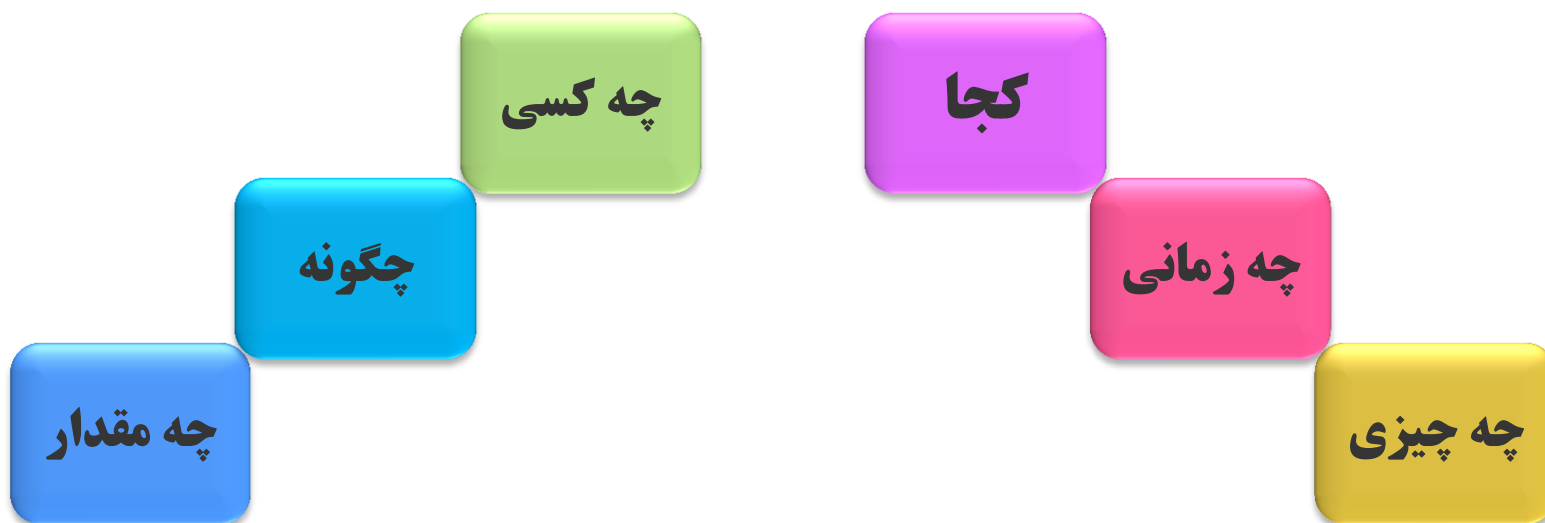 کجا
چه کسی
چه زمانی
چگونه
چه چیزی
چه مقدار